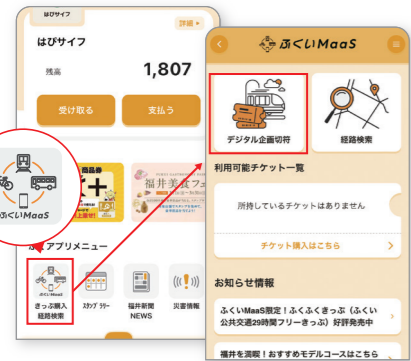 はぴサイフ
詳細
はぴサイフ
残高
1,807
受け取る
支払う
商品券
福井美食フェ
ふくいMaaS
アプリメニュー
ふくいMaaS
きっぷ購入
経路検索
スタンプ ラリー
福井新聞
NEWS
災害情報
ふくいMaaS
デジタル企画切符
経路検索
利用可能チケット一覧
所持しているチケットはありません
チケット購入はこちら
お知らせ情報
ふくいMaaS限定！ふくふくきっぷ（ふくい
公共交通29時間フリーきっぷ）好評発売中
福井を満喫！おすすめモデルコースはこちら